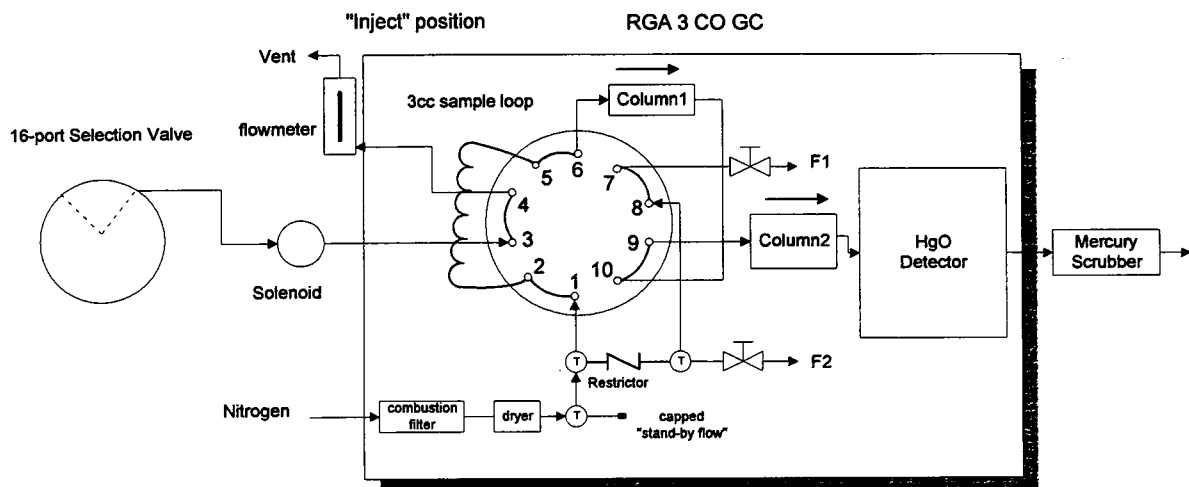 "Inject" position
RGA 3 CO GC
Vent
16-port Selection Valve
flowmeter
3cc sample loop
Column1
F1
5
6
7
4
8
3
9
2
1
10
Solenoid
Column2
HgO
Detector
Mercury
Scrubber
T
T
F2
Restrictor
Nitrogen
combustion
filter
dryer
T
capped
"stand-by flow"